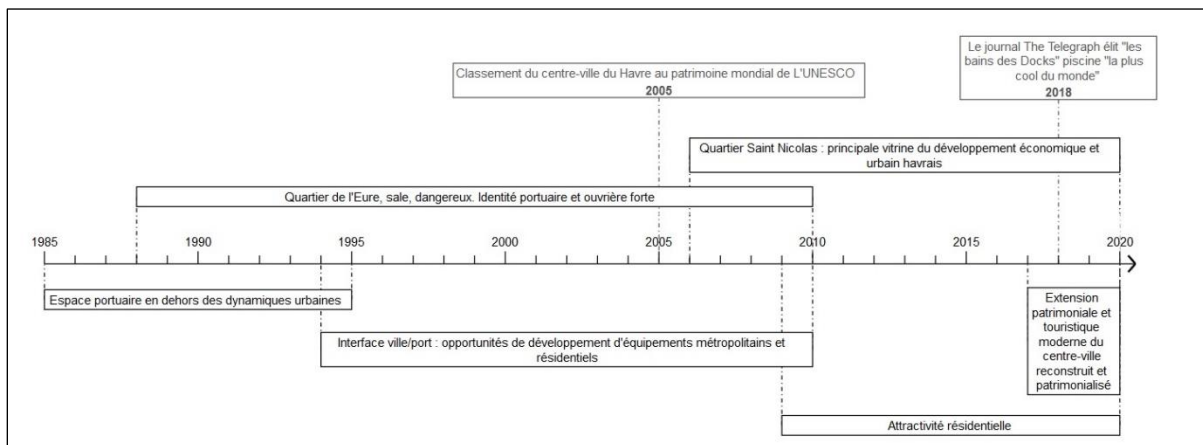 Le journal The Telegraph élit "les
bains des Docks" piscine "la plus
cool du monde"
2018
Classement du centre-ville du Havre au patrimoine mondial de L'UNESCO
2005
Quartier Saint Nicolas : principale vitrine du développement économique et
urbain havrais
Quartier de l'Eure, sale, dangereux. Identité portuaire et ouvrière forte
1985 1990 1995 2000 2005 2010 2015 2020
Espace portuaire en dehors des dynamiques urbaines
Interface ville/port : opportunités de développement d'équipements métropolitains et
résidentiels
Extension
patrimoniale et
touristique
moderne du
centre-ville
reconstruit et
patrimonialisé
Attractivité résidentielle